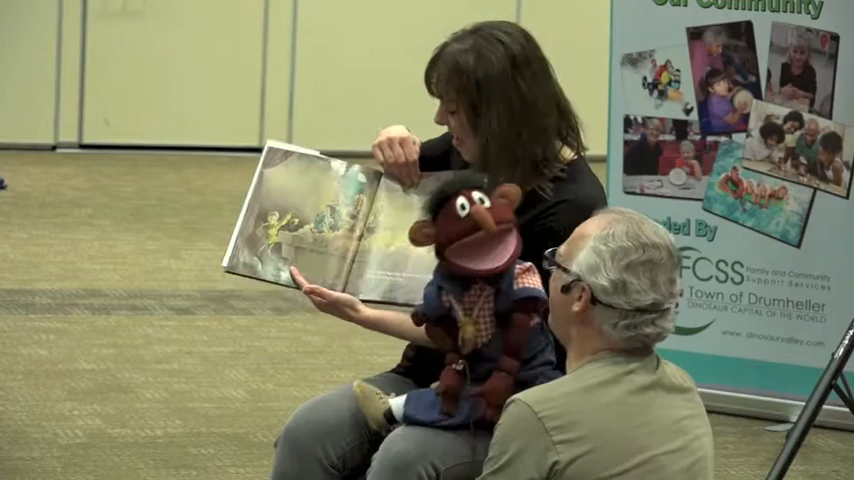 Our Community
ded By
FCSS Family and Community
Support Services
Town of Drumheller
DINOSAUR CAPITAL OF THE WORLD
www.dinosaurvalley.com